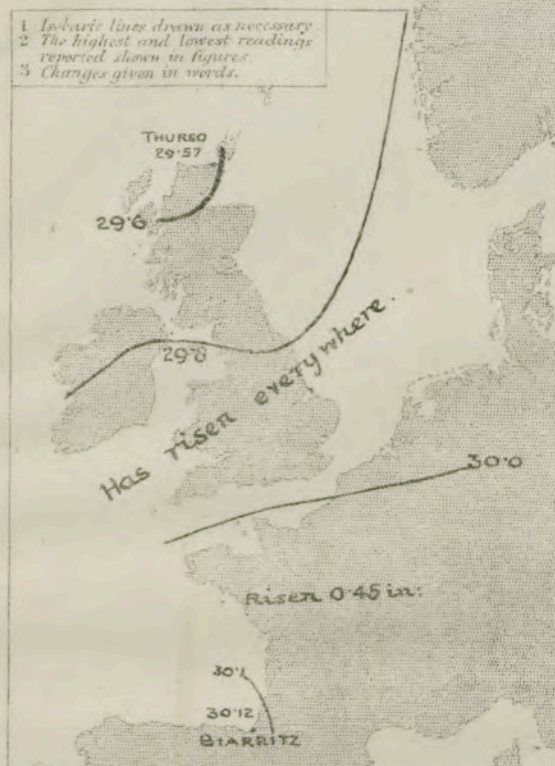 1 Isobaric lines drawn as necessary
2 The highest and lowest readings
reported shown in figures
3 Changes given in words.
THURSO
29·57
29·6
29·8
Has risen everywhere.
30·0
Risen 0·45 in:
30·1
30·12
BIARRITZ